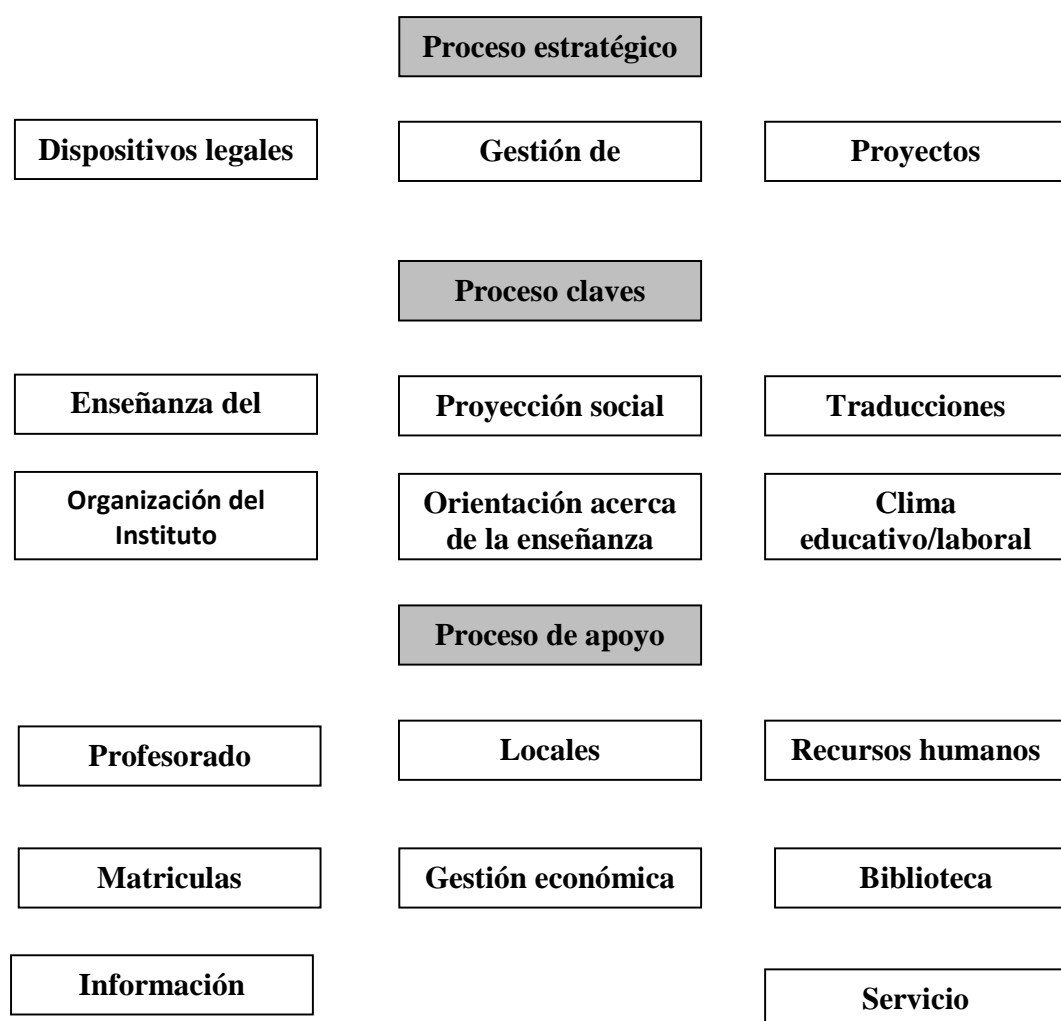 Proceso estratégico
Dispositivos legales
Gestión de
Proyectos
Proceso claves
Enseñanza del
Proyección social
Traducciones
Organización del
Instituto
Orientación acerca
de la enseñanza
Clima
educativo/laboral
Proceso de apoyo
Profesorado
Locales
Recursos humanos
Matriculas
Gestión económica
Biblioteca
Información
Servicio